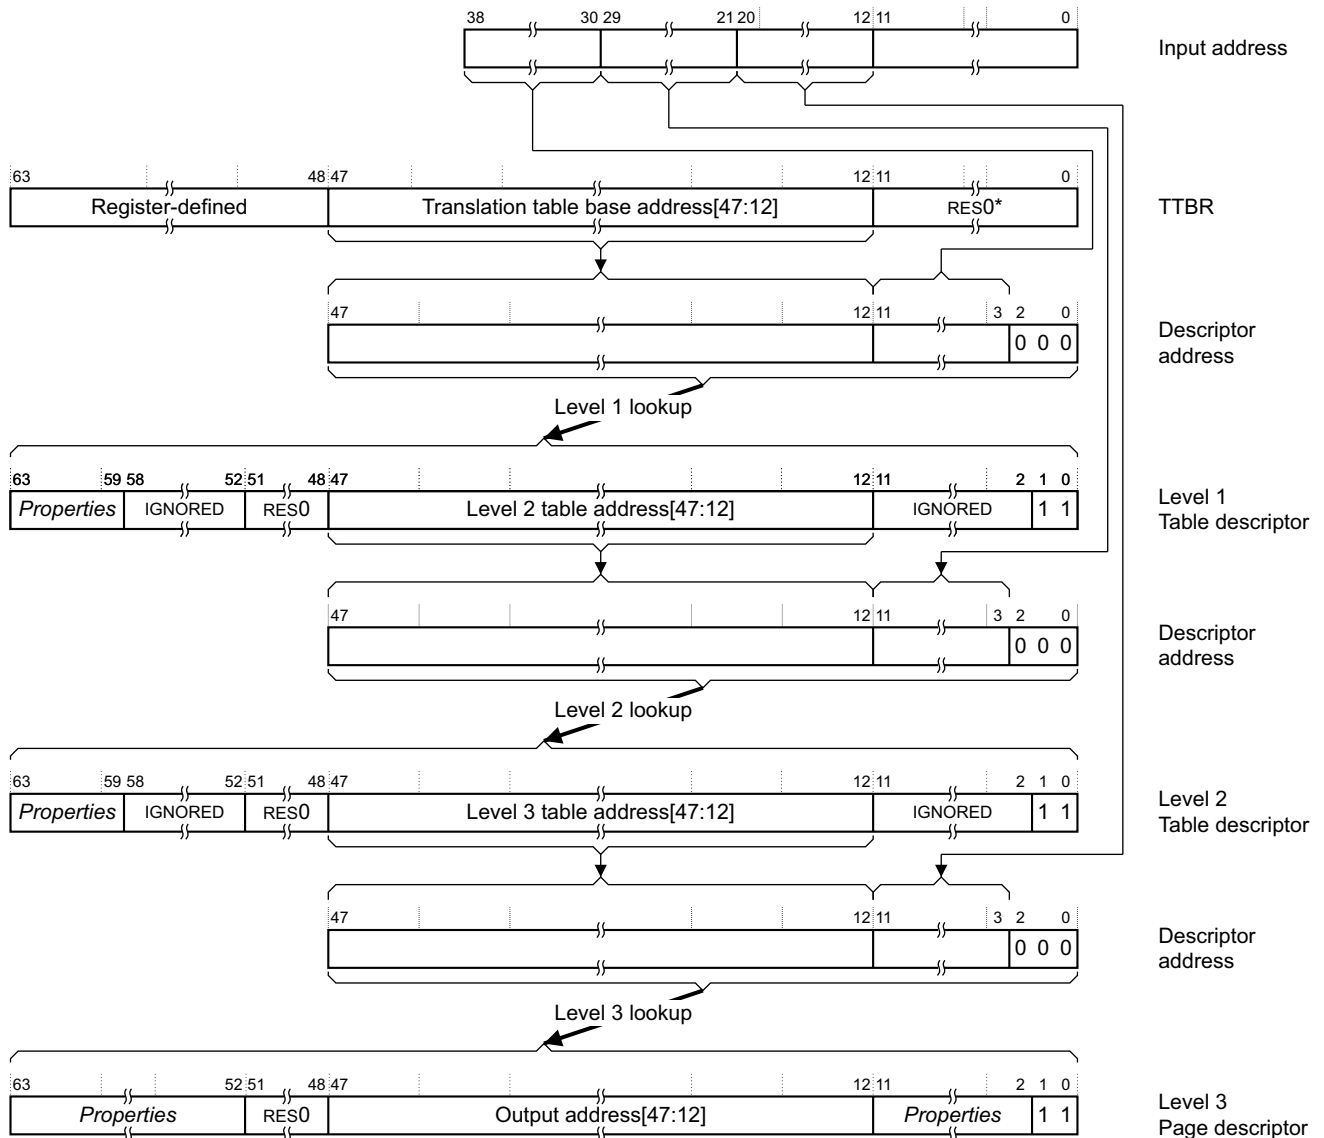 38 30 29 21 20 12 11 0
Input address
63 48 47 12 11 0
Register-defined Translation table base address[47:12] RES0* TTBR
47 12 11 3 2 0
0 0 0
Descriptor
address
Level 1 lookup
63 59 58 52 51 48 47 12 11 2 1 0
Properties IGNORED RES0 Level 2 table address[47:12] IGNORED 1 1
Level 1
Table descriptor
47 12 11 3 2 0
0 0 0
Descriptor
address
Level 2 lookup
63 59 58 52 51 48 47 12 11 2 1 0
Properties IGNORED RES0 Level 3 table address[47:12] IGNORED 1 1
Level 2
Table descriptor
47 12 11 3 2 0
0 0 0
Descriptor
address
Level 3 lookup
63 52 51 48 47 12 11 2 1 0
Properties RES0 Output address[47:12] Properties 1 1
Level 3
Page descriptor